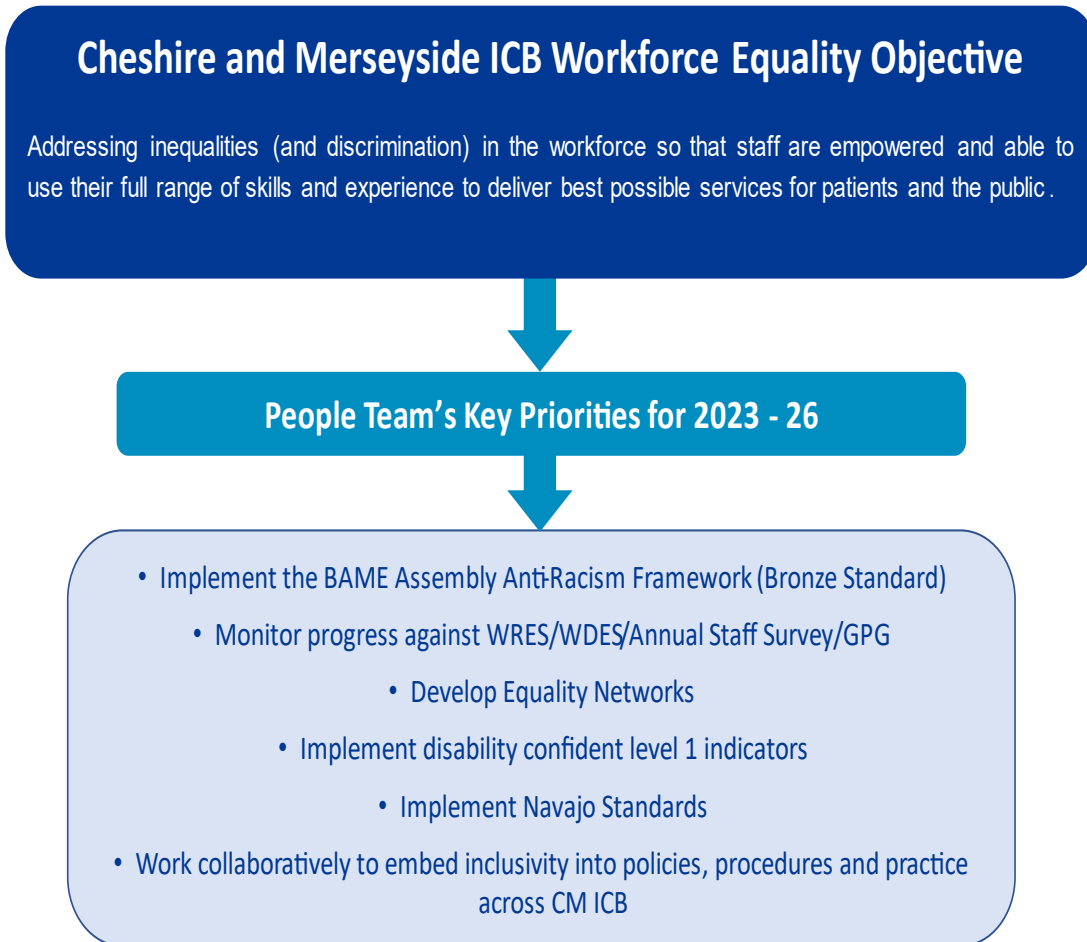 Cheshire and Merseyside ICB Workforce Equality Objective
Addressing inequalities (and discrimination) in the workforce so that staff are empowered and able to
use their full range of skills and experience to deliver best possible services for patients and the public.
People Team’s Key Priorities for 2023 - 26
• Implement the BAME Assembly Anti-Racism Framework (Bronze Standard)
• Monitor progress against WRES/WDES/Annual Staff Survey/GPG
• Develop Equality Networks
• Implement disability confident level 1 indicators
• Implement Navajo Standards
• Work collaboratively to embed inclusivity into policies, procedures and practice
across CM ICB